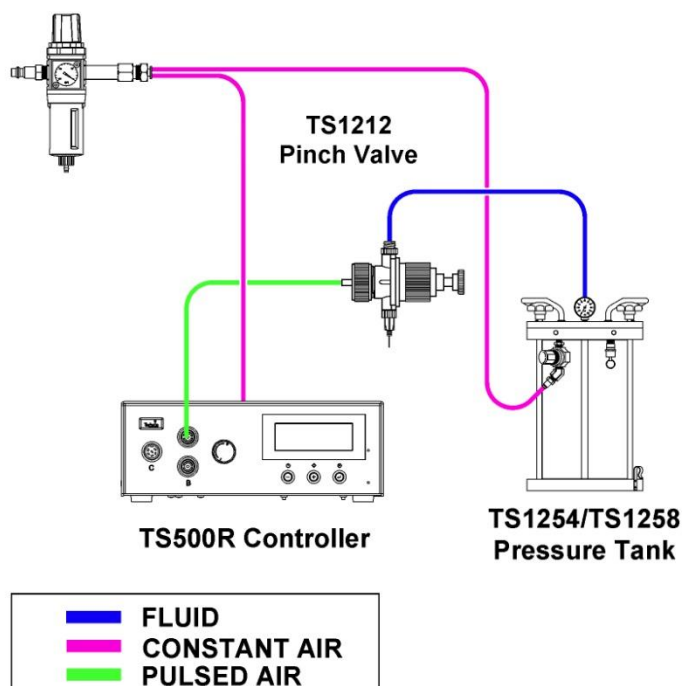 TS1212
Pinch Valve
C
B
TS500R Controller
TS1254/TS1258
Pressure Tank
FLUID
CONSTANT AIR
PULSED AIR